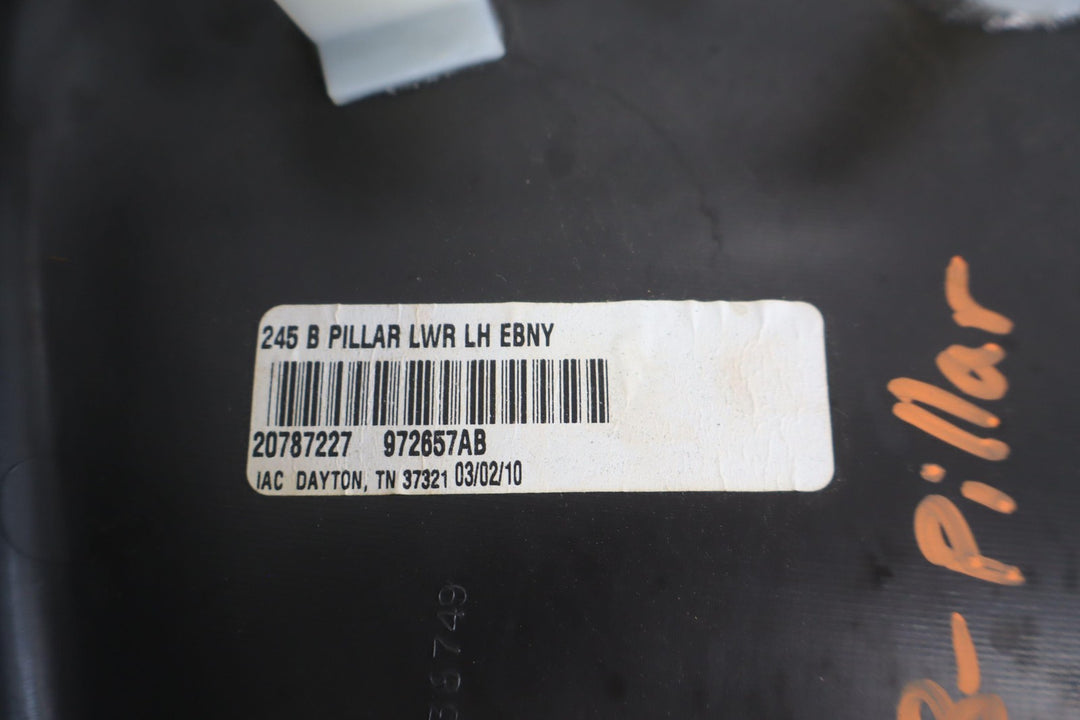 245 B PILLAR LWR LH EBNY
20787227 972657AB
IAC DAYTON, TN 37321 03/02/10
B-Pillar